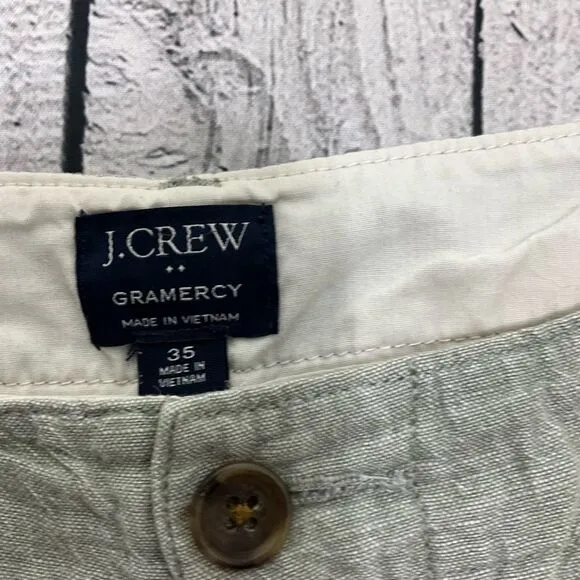 J.CREW
GRAMERCY
MADE IN VIETNAM
35
MADE IN
VIETNAM